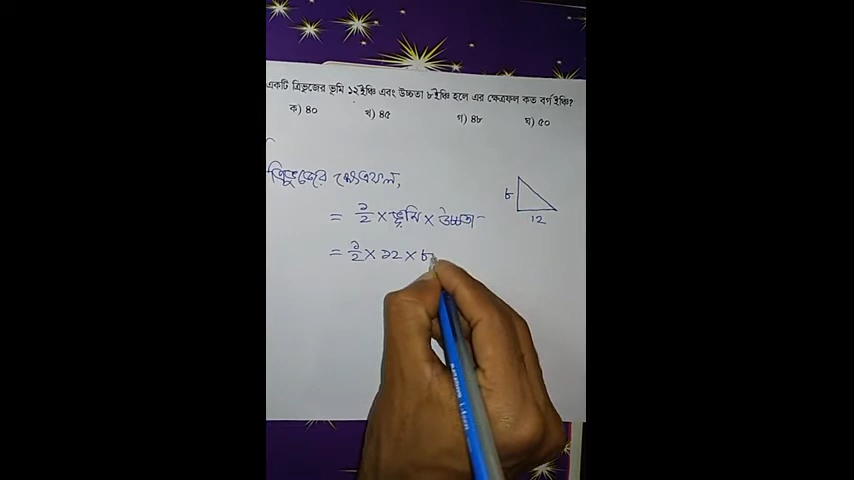 একটি ত্রিভুজের ভূমি ১২ইঞ্চি এবং উচ্চতা ৮ইঞ্চি হলে এর ক্ষেত্রফল কত বর্গ ইঞ্চি?
ক) ৪০ খ) ৪৫ গ) ৪৮ ঘ) ৫০
ত্রিভুজের ক্ষেত্রফল,
= ১/২ × ভূমি × উচ্চতা
= ১/২ × ১২ × ৮
৮
১২